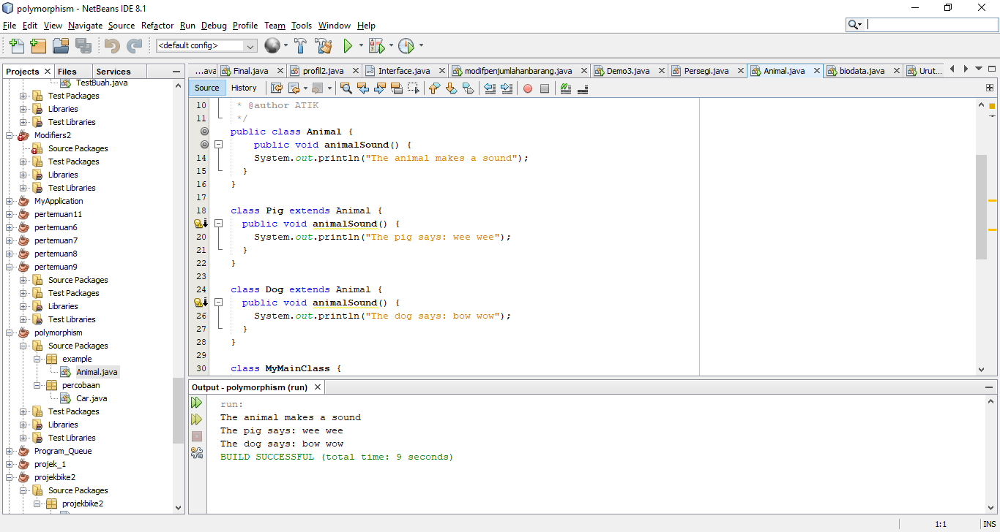 polymorphism - NetBeans IDE 8.1
File Edit View Navigate Source Refactor Run Debug Profile Team Tools Window Help
<default config>
Projects Files Services
TestBuah.java
Test Packages
Libraries
Test Libraries
Modifiers2
Source Packages
Test Packages
Libraries
Test Libraries
MyApplication
pertemuan11
pertemuan6
pertemuan7
pertemuan8
pertemuan9
Source Packages
Test Packages
Libraries
Test Libraries
polymorphism
Source Packages
example
Animal.java
percobaan
Car.java
Test Packages
Libraries
Test Libraries
Program_Queue
projek_1
projekbike2
Source Packages
projekbike2
...ava Final.java profil2.java Interface.java modifpenjumlahanbarang.java Demo3.java Persegi.java Animal.java biodata.java Urut...
Source History
10 * @author ATIK
11 */
public class Animal {
public void animalSound() {
14 System.out.println("The animal makes a sound");
15 }
16 }
17
18 class Pig extends Animal {
public void animalSound() {
20 System.out.println("The pig says: wee wee");
21 }
22 }
23
24 class Dog extends Animal {
public void animalSound() {
26 System.out.println("The dog says: bow wow");
27 }
28 }
29
30 class MyMainClass {
Output - polymorphism (run)
run:
The animal makes a sound
The pig says: wee wee
The dog says: bow wow
BUILD SUCCESSFUL (total time: 9 seconds)
1:1 INS